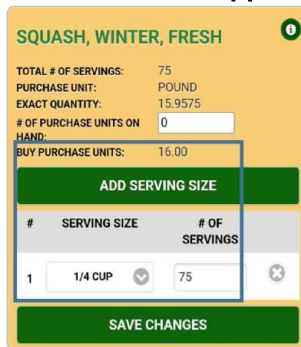 SQUASH, WINTER, FRESH
TOTAL # OF SERVINGS: 75
PURCHASE UNIT: POUND
EXACT QUANTITY: 15.9575
# OF PURCHASE UNITS ON HAND: 0
BUY PURCHASE UNITS: 16.00
ADD SERVING SIZE
# SERVING SIZE # OF SERVINGS
1 1/4 CUP 75
SAVE CHANGES